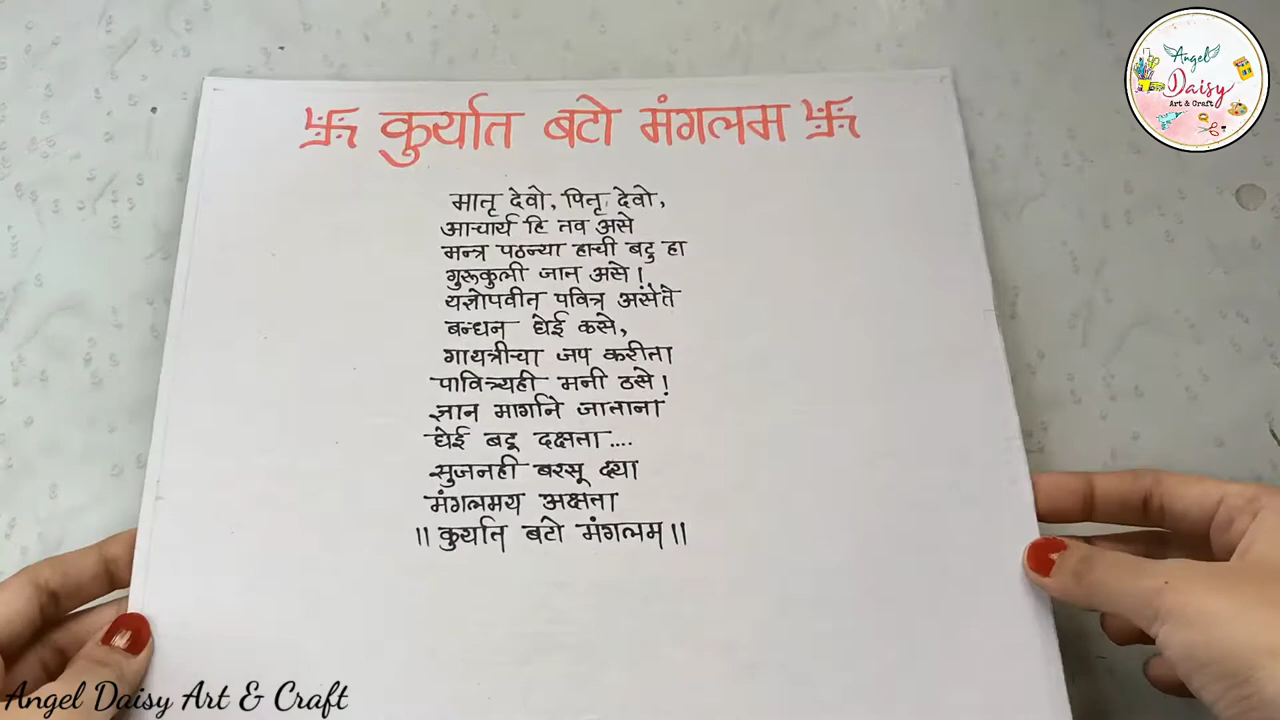 Angel
Daisy
Art & Craft
卐 कुर्यात बटो मंगलम 卐
मातृ देवो, पितृ देवो,
आचार्य हि तव असे
मन्त्र पठन्या हाची बटु हा
गुरूकुली जात असे!
यज्ञोपवीत पवित्र असे ते
बन्धन घेई कसे,
गायत्रीचा जप करीता
पावित्र्यही मनी ठसे!
ज्ञान मार्गाने जाताना
घेई बटू दक्षता....
सुजनही बरसू द्या
मंगलमय अक्षता
॥ कुर्यात बटो मंगलम् ॥
Angel Daisy Art & Craft